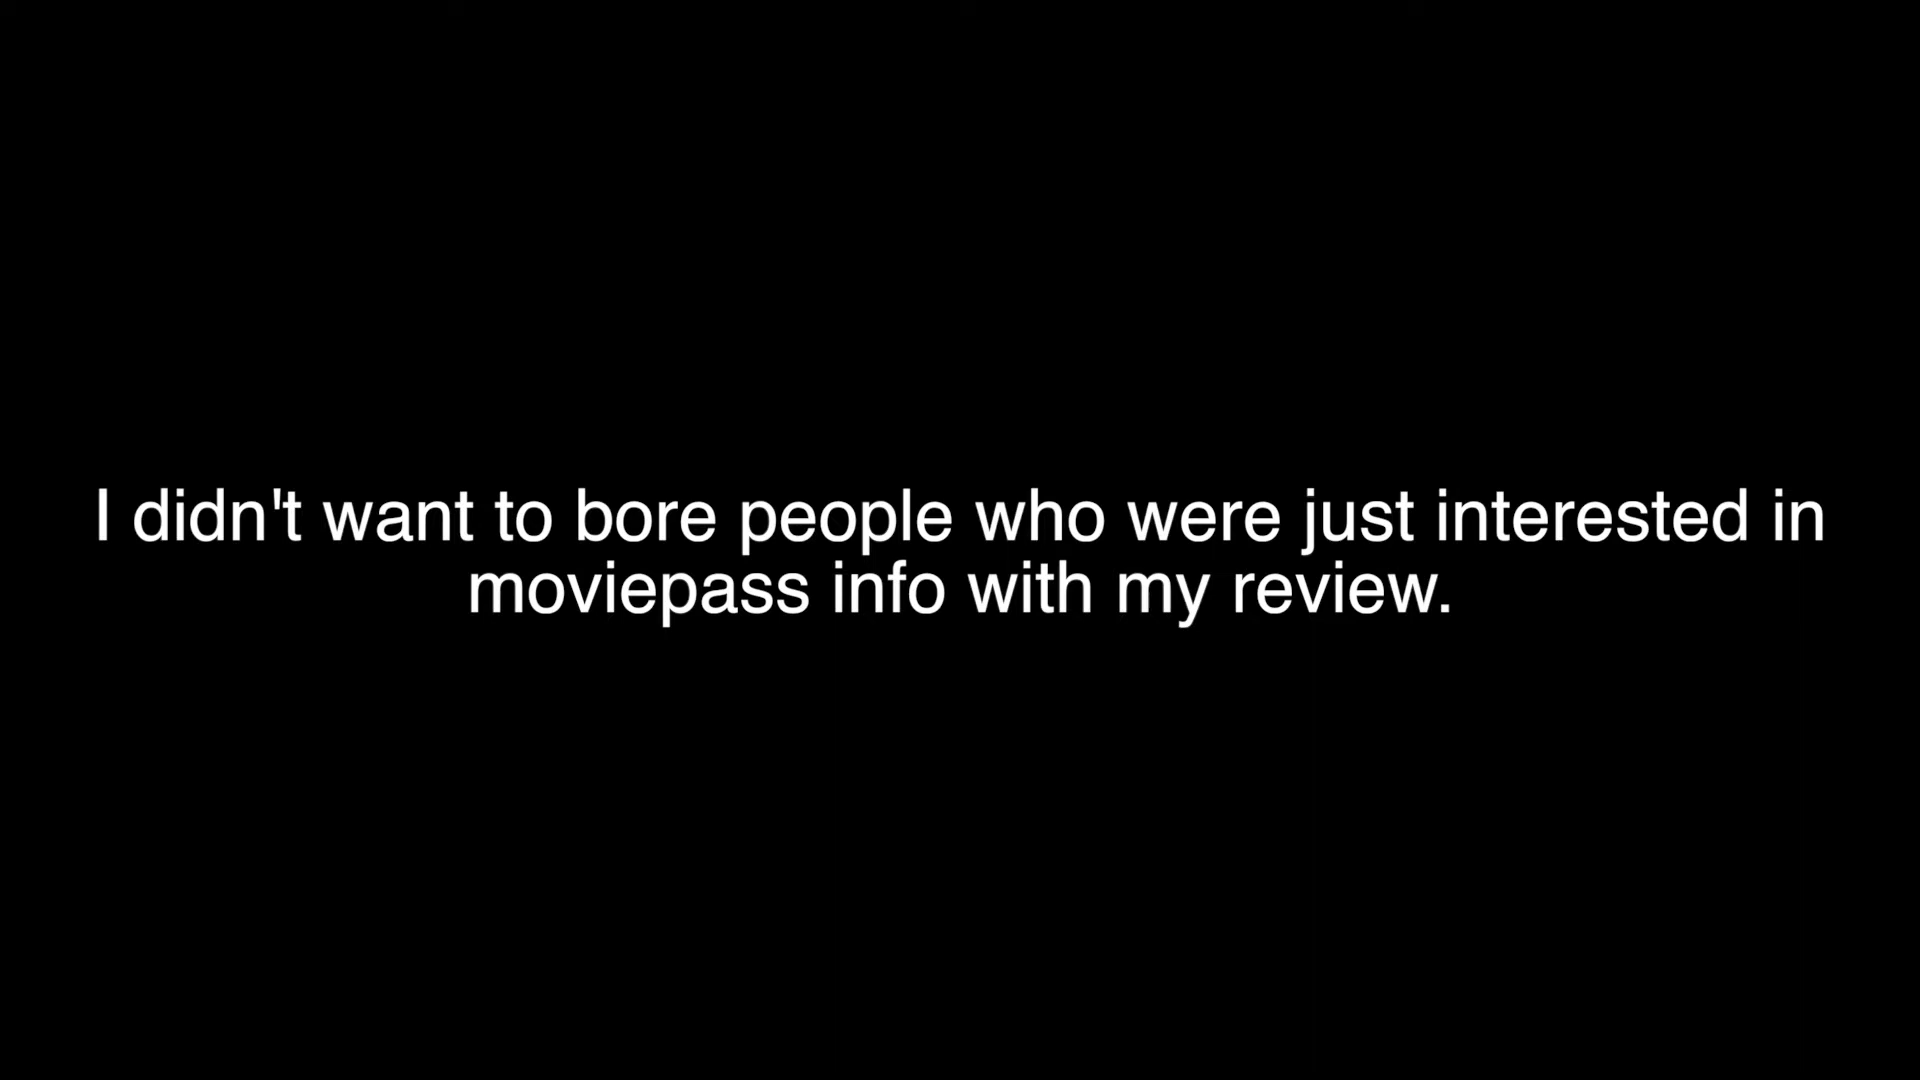 I didn't want to bore people who were just interested in
moviepass info with my review.